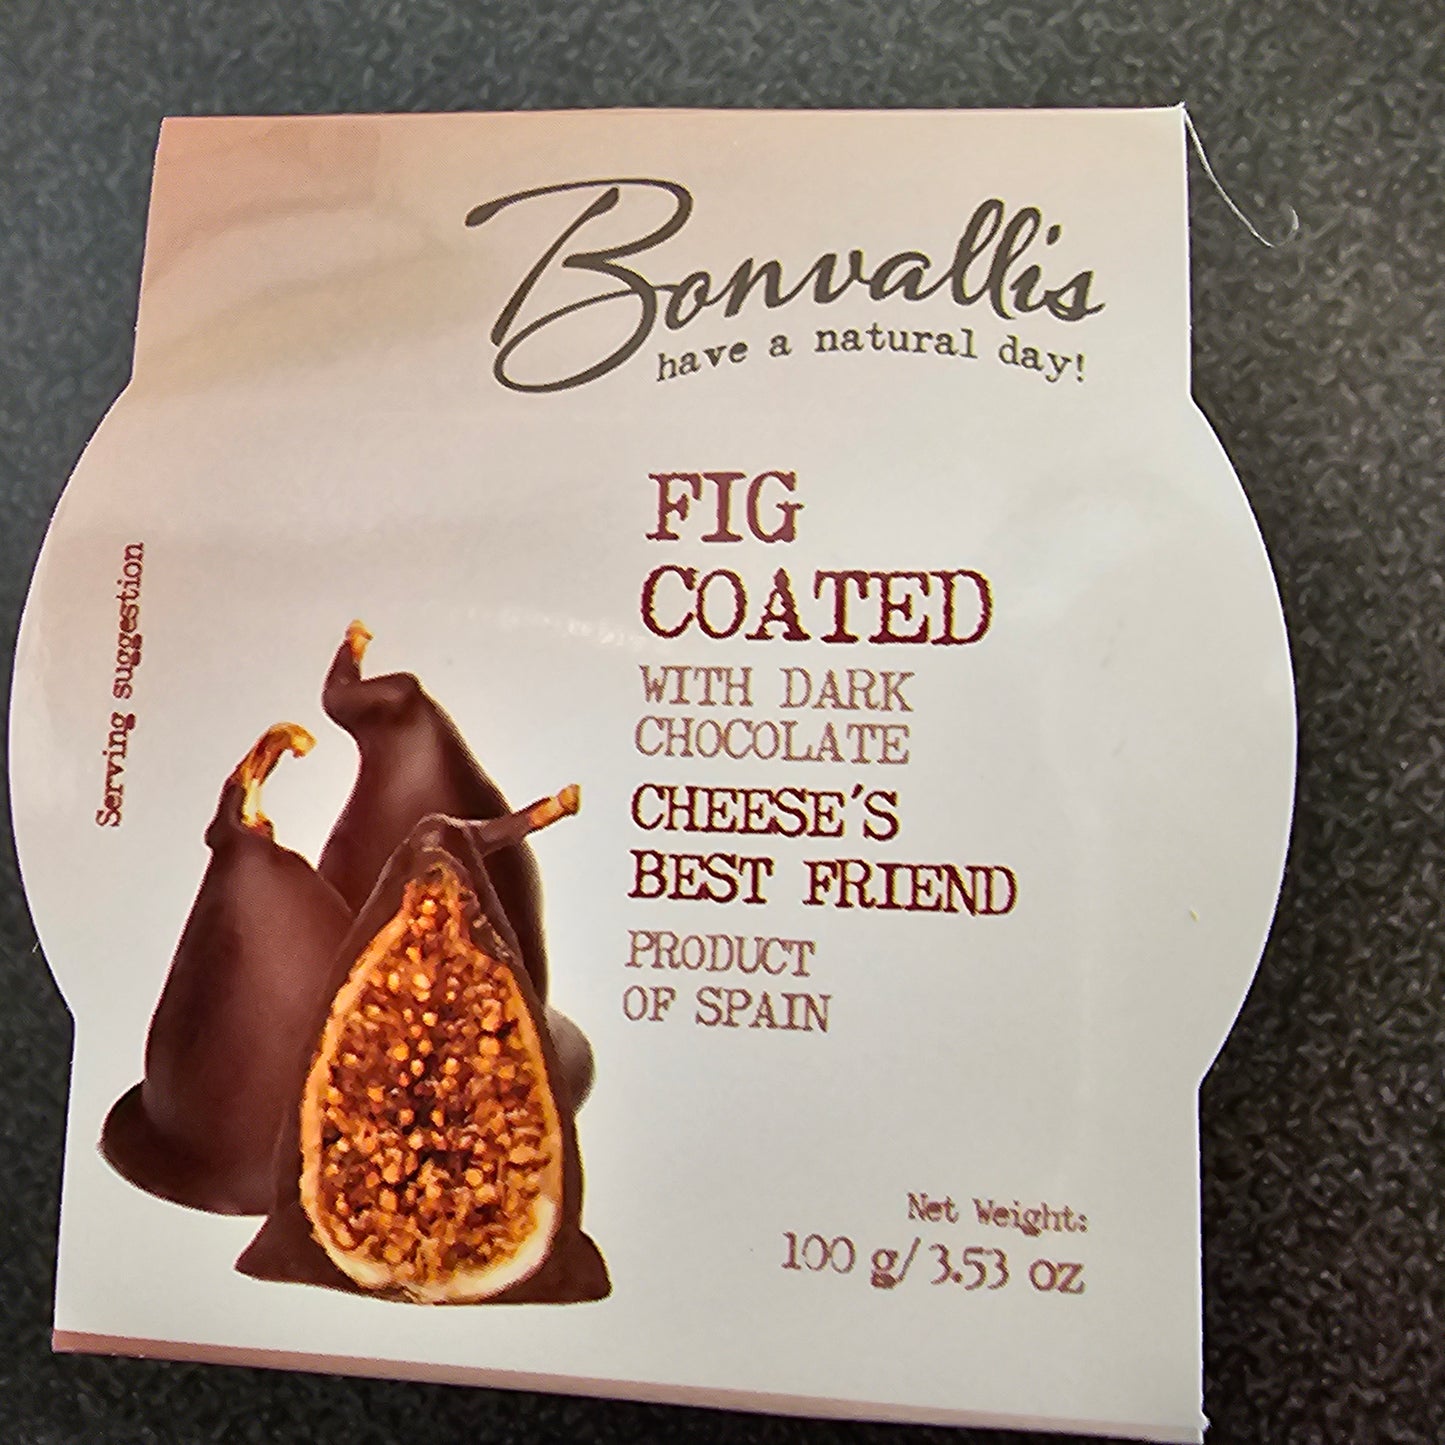 Bonvallis
have a natural day!
FIG
COATED
WITH DARK
CHOCOLATE
CHEESE´S
BEST FRIEND
PRODUCT
OF SPAIN
Serving suggestion
Net Weight:
100 g/3.53 oz